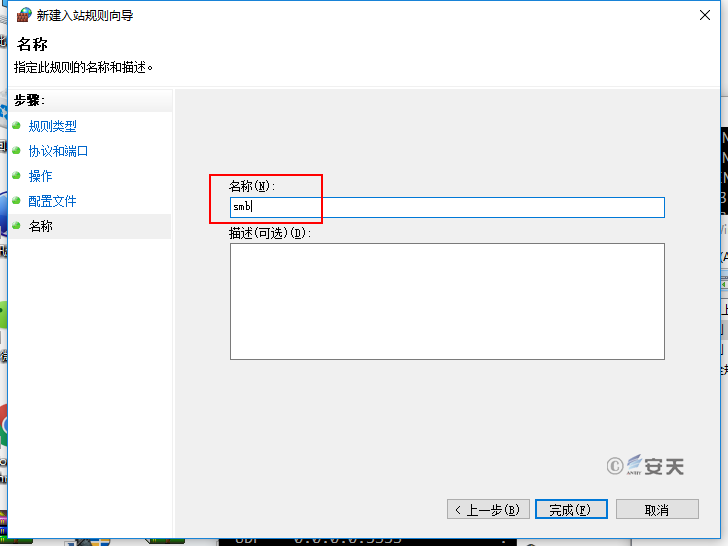 新建入站规则向导
名称
指定此规则的名称和描述。
步骤:
规则类型
协议和端口
操作
配置文件
名称
名称(N):
smb
描述(可选)(D):
©安天
ANTIY
< 上一步(B)
完成(F)
取消